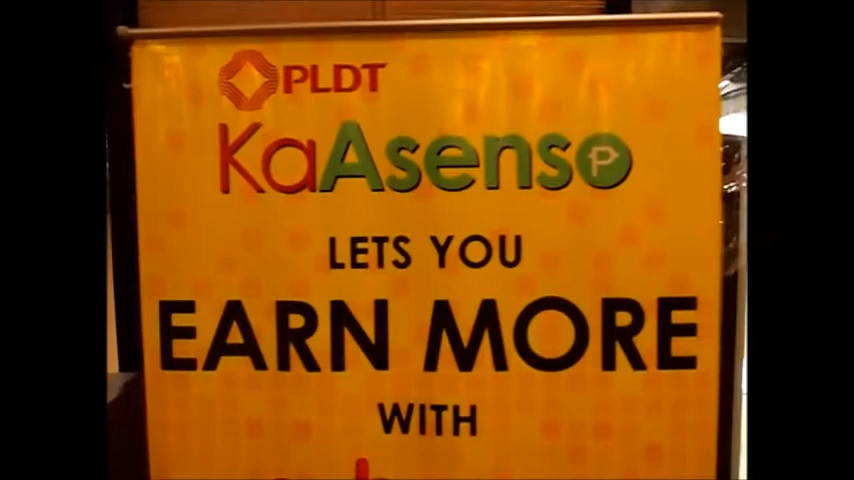 PLDT
KaAsenso
LETS YOU
EARN MORE
WITH